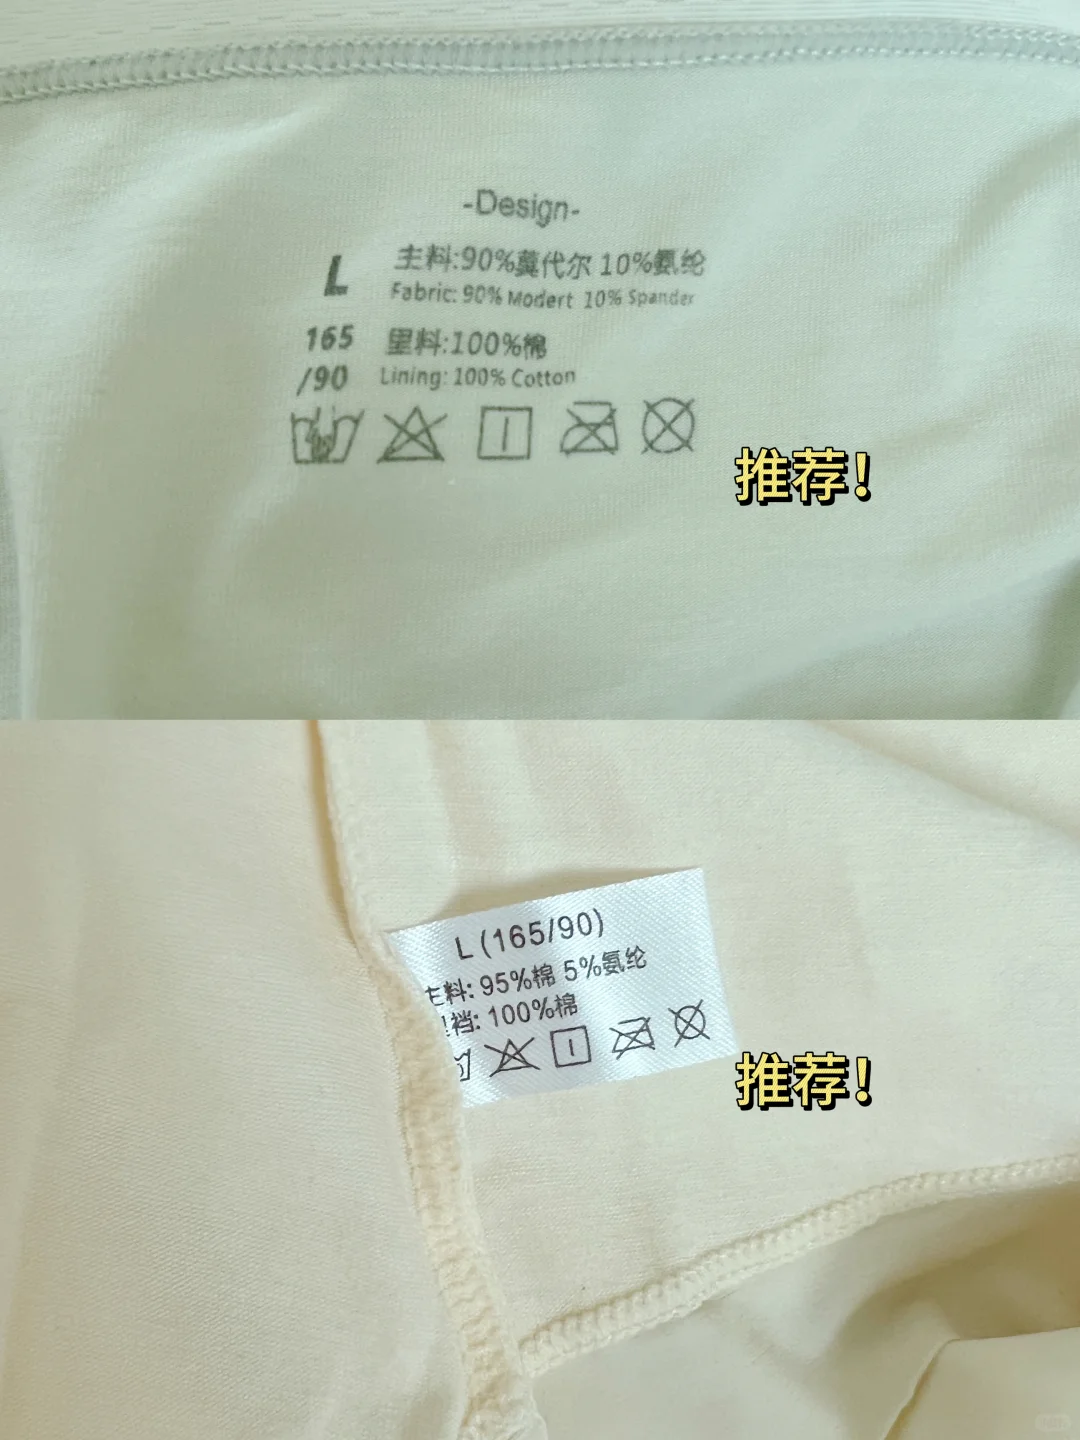 -Design-
L
主料:90%莫代尔 10%氨纶
Fabric: 90% Modert 10% Spander
165
/90
里料:100%棉
Lining: 100% Cotton
推荐!
L(165/90)
主料: 95%棉 5%氨纶
裆: 100%棉
推荐!